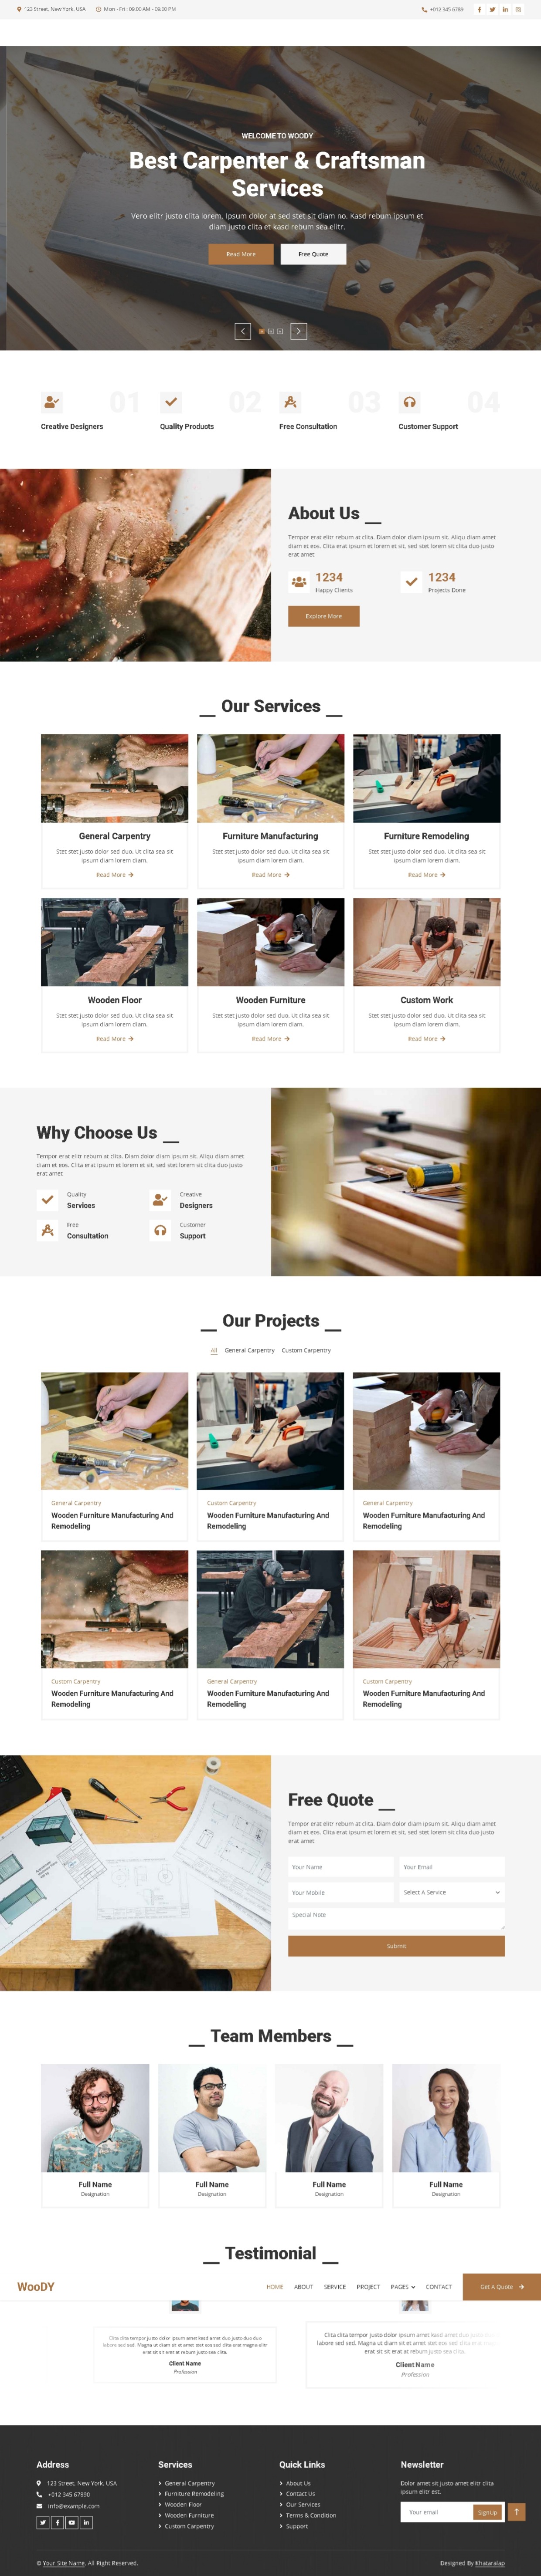 123 Street, New York, USA
Mon - Fri : 09.00 AM - 09.00 PM
+012 345 6789
WELCOME TO WOODY
Best Carpenter & Craftsman
Services
Vero elitr justo clita lorem. Ipsum dolor at sed stet sit diam no. Kasd rebum ipsum et
diam justo clita et kasd rebum sea elitr.
Read More
Free Quote
01
02
03
04
Creative Designers
Quality Products
Free Consultation
Customer Support
About Us
Tempor erat elitr rebum at clita. Diam dolor diam ipsum sit. Aliqu diam amet
diam et eos. Clita erat ipsum et lorem et sit, sed stet lorem sit clita duo justo
erat amet
1234
Happy Clients
1234
Projects Done
Explore More
Our Services
General Carpentry
Stet stet justo dolor sed duo. Ut clita sea sit
ipsum diam lorem diam.
Read More
Furniture Manufacturing
Stet stet justo dolor sed duo. Ut clita sea sit
ipsum diam lorem diam.
Read More
Furniture Remodeling
Stet stet justo dolor sed duo. Ut clita sea sit
ipsum diam lorem diam.
Read More
Wooden Floor
Stet stet justo dolor sed duo. Ut clita sea sit
ipsum diam lorem diam.
Read More
Wooden Furniture
Stet stet justo dolor sed duo. Ut clita sea sit
ipsum diam lorem diam.
Read More
Custom Work
Stet stet justo dolor sed duo. Ut clita sea sit
ipsum diam lorem diam.
Read More
Why Choose Us
Tempor erat elitr rebum at clita. Diam dolor diam ipsum sit. Aliqu diam amet
diam et eos. Clita erat ipsum et lorem et sit, sed stet lorem sit clita duo justo
erat amet
Quality
Services
Creative
Designers
Free
Consultation
Customer
Support
Our Projects
All
General Carpentry
Custom Carpentry
General Carpentry
Wooden Furniture Manufacturing And
Remodeling
Custom Carpentry
Wooden Furniture Manufacturing And
Remodeling
General Carpentry
Wooden Furniture Manufacturing And
Remodeling
Custom Carpentry
Wooden Furniture Manufacturing And
Remodeling
General Carpentry
Wooden Furniture Manufacturing And
Remodeling
Custom Carpentry
Wooden Furniture Manufacturing And
Remodeling
Free Quote
Tempor erat elitr rebum at clita. Diam dolor diam ipsum sit. Aliqu diam amet
diam et eos. Clita erat ipsum et lorem et sit, sed stet lorem sit clita duo justo
erat amet
Your Name
Your Email
Your Mobile
Select A Service
Special Note
Submit
Team Members
Full Name
Designation
Full Name
Designation
Full Name
Designation
Full Name
Designation
Testimonial
WooDY
HOME
ABOUT
SERVICE
PROJECT
PAGES
CONTACT
Get A Quote
Clita clita tempor justo dolor ipsum amet kasd amet duo justo duo duo
labore sed sed. Magna ut diam sit et amet stet eos sed clita erat magna elitr
erat sit sit erat at rebum justo sea clita.
Client Name
Profession
Clita clita tempor justo dolor ipsum amet kasd amet duo
labore sed sed. Magna ut diam sit et amet stet eos sed clita erat
erat sit sit erat at rebum justo sea clita.
Client Name
Profession
Address
123 Street, New York, USA
+012 345 67890
info@example.com
Services
General Carpentry
Furniture Remodeling
Wooden Floor
Wooden Furniture
Custom Carpentry
Quick Links
About Us
Contact Us
Our Services
Terms & Condition
Support
Newsletter
Dolor amet sit justo amet elitr clita
ipsum elitr est.
Your email
SignUp
© Your Site Name, All Right Reserved.
Designed By Khataralap